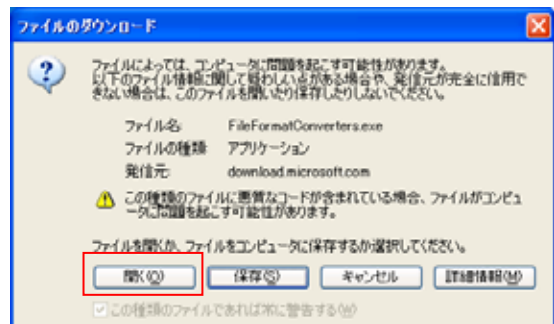 ファイルのダウンロード
ファイルによっては、コンピュータに問題を起こす可能性があります。
以下のファイル情報に関して疑わしい点がある場合や、発信元が完全に信用で
きない場合は、このファイルを開いたり保存したりしないでください。
ファイル名: FileFormatConverters.exe
ファイルの種類: アプリケーション
発信元: download.microsoft.com
この種類のファイルに悪質なコードが含まれている場合、ファイルがコンピュ
ータに問題を起こす可能性があります。
ファイルを開くか、ファイルをコンピュータに保存するか選択してください。
開く(O) 保存(S) キャンセル 詳細情報(M)
この種類のファイルであれば常に警告する(W)